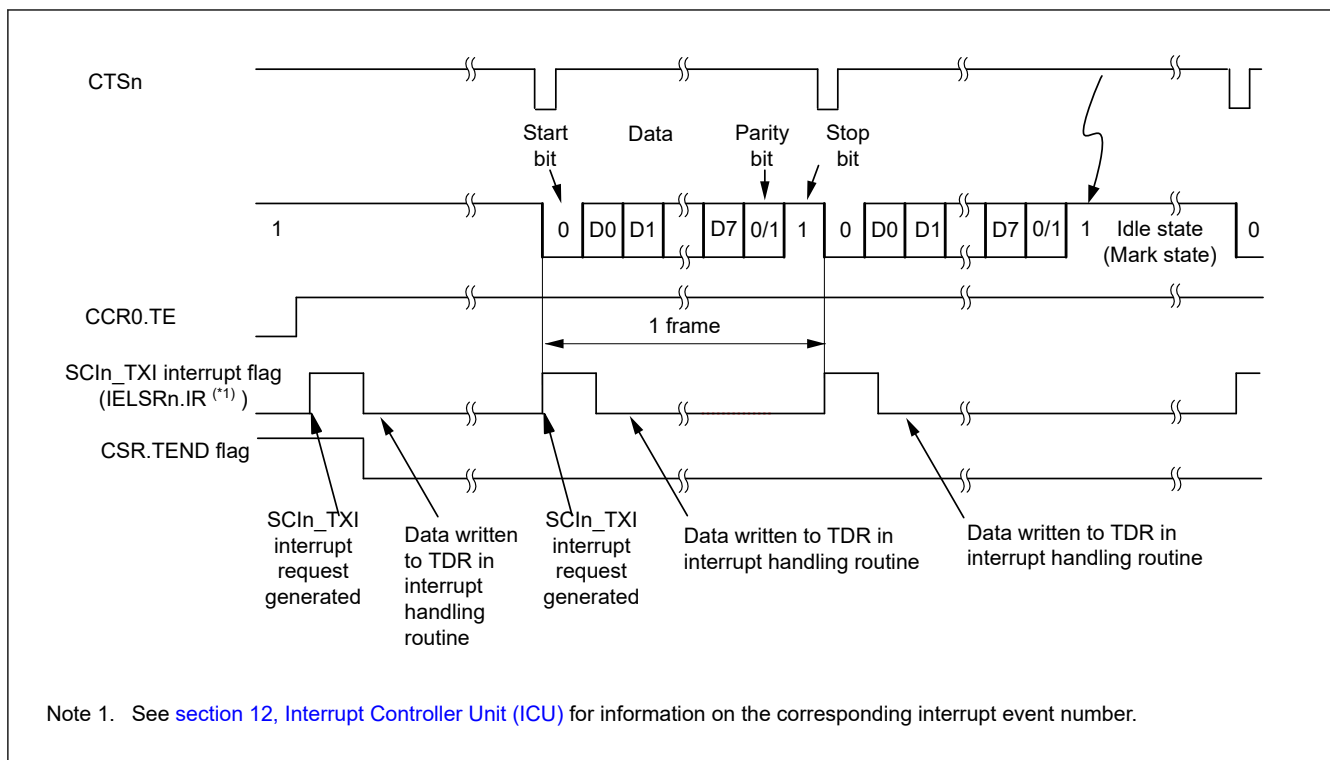 CTSn
Start bit
Data
Parity bit
Stop bit
1
0
D0
D1
D7
0/1
1
0
D0
D1
D7
0/1
1
Idle state
(Mark state)
0
CCR0.TE
1 frame
SCIn_TXI interrupt flag
(IELSRn.IR (*1) )
CSR.TEND flag
SCIn_TXI
interrupt
request
generated
Data written
to TDR in
interrupt
handling
routine
SCIn_TXI
interrupt
request
generated
Data written to TDR in
interrupt handling routine
Data written to TDR in
interrupt handling routine
Note 1. See section 12, Interrupt Controller Unit (ICU) for information on the corresponding interrupt event number.